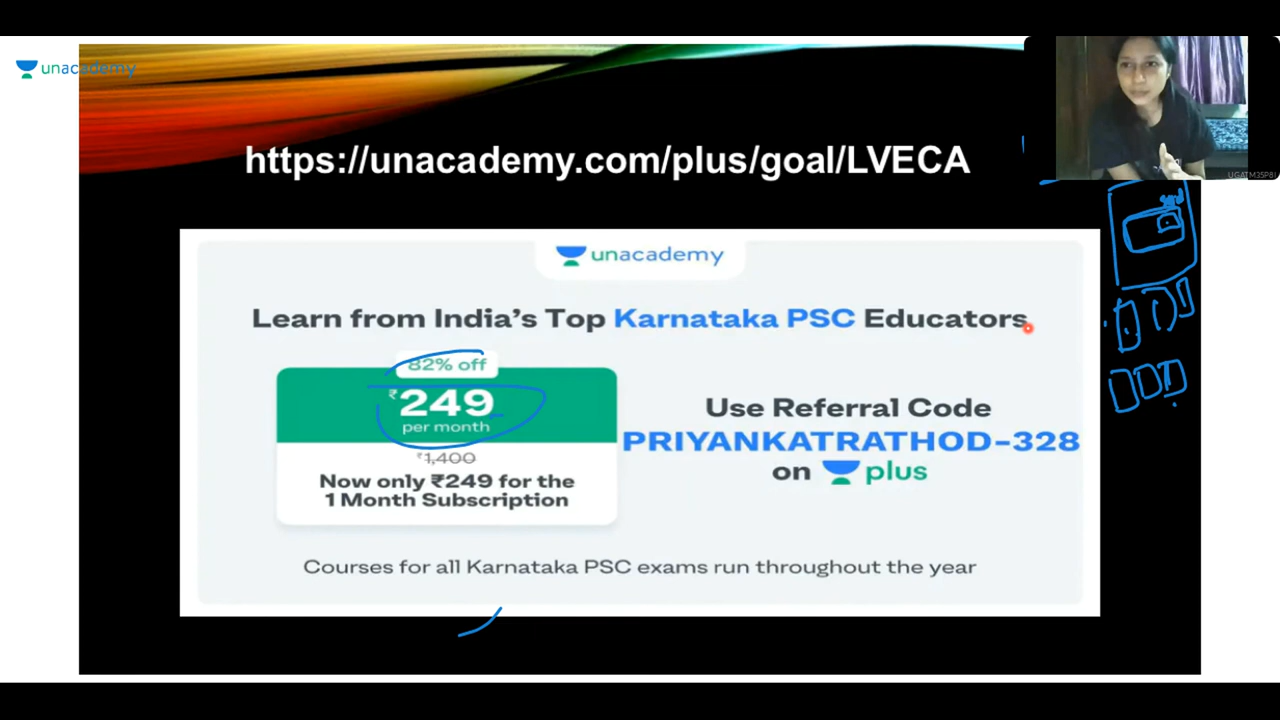 unacademy
https://unacademy.com/plus/goal/LVECA
UGATM35P8I
unacademy
Learn from India's Top Karnataka PSC Educators
82% off
₹249
per month
₹1,400
Now only ₹249 for the
1 Month Subscription
Use Referral Code
PRIYANKATRATHOD-328
on plus
Courses for all Karnataka PSC exams run throughout the year